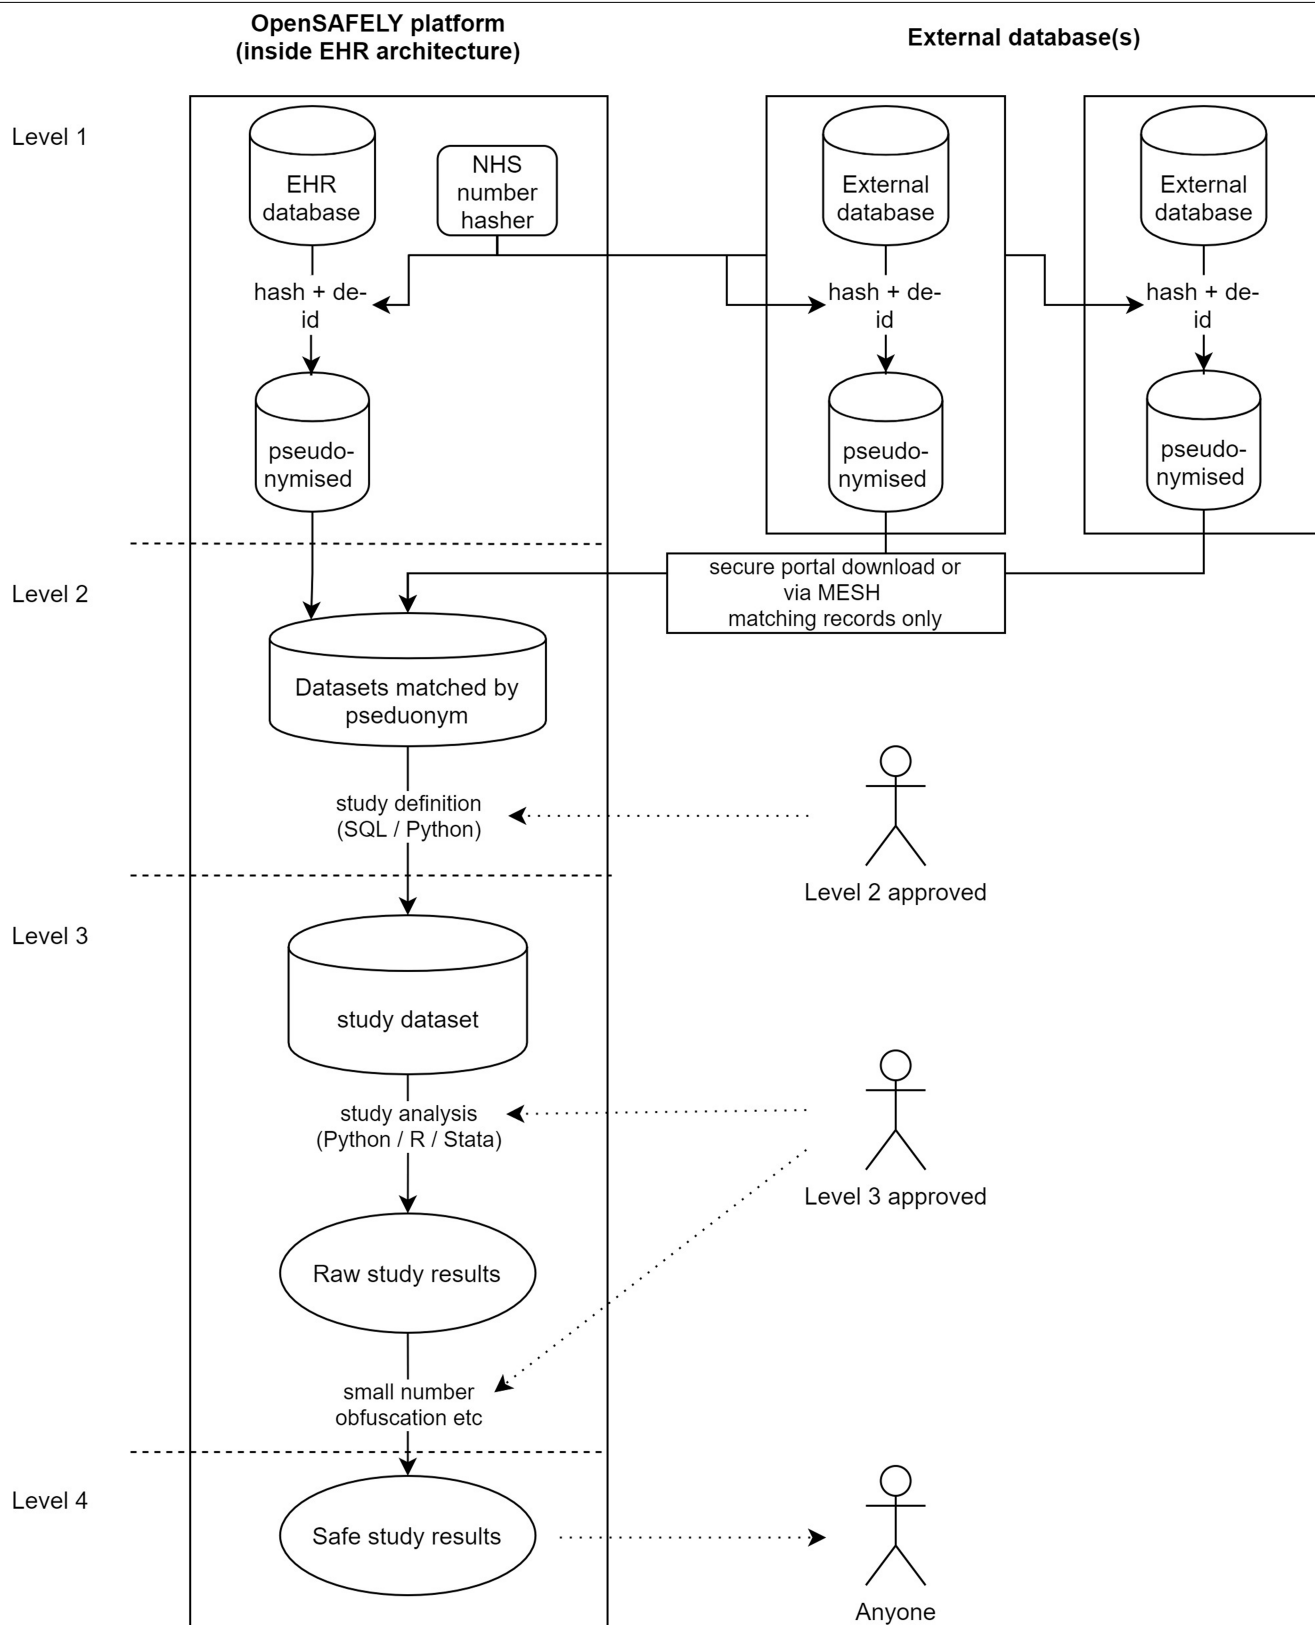 OpenSAFELY platform
(inside EHR architecture)
External database(s)
Level 1
EHR
database
NHS
number
hasher
External
database
External
database
hash + de-
id
hash + de-
id
hash + de-
id
pseudo-
nymised
pseudo-
nymised
pseudo-
nymised
Level 2
secure portal download or
via MESH
matching records only
Datasets matched by
pseduonym
study definition
(SQL / Python)
Level 2 approved
Level 3
study dataset
study analysis
(Python / R / Stata)
Level 3 approved
Raw study results
small number
obfuscation etc
Level 4
Safe study results
Anyone